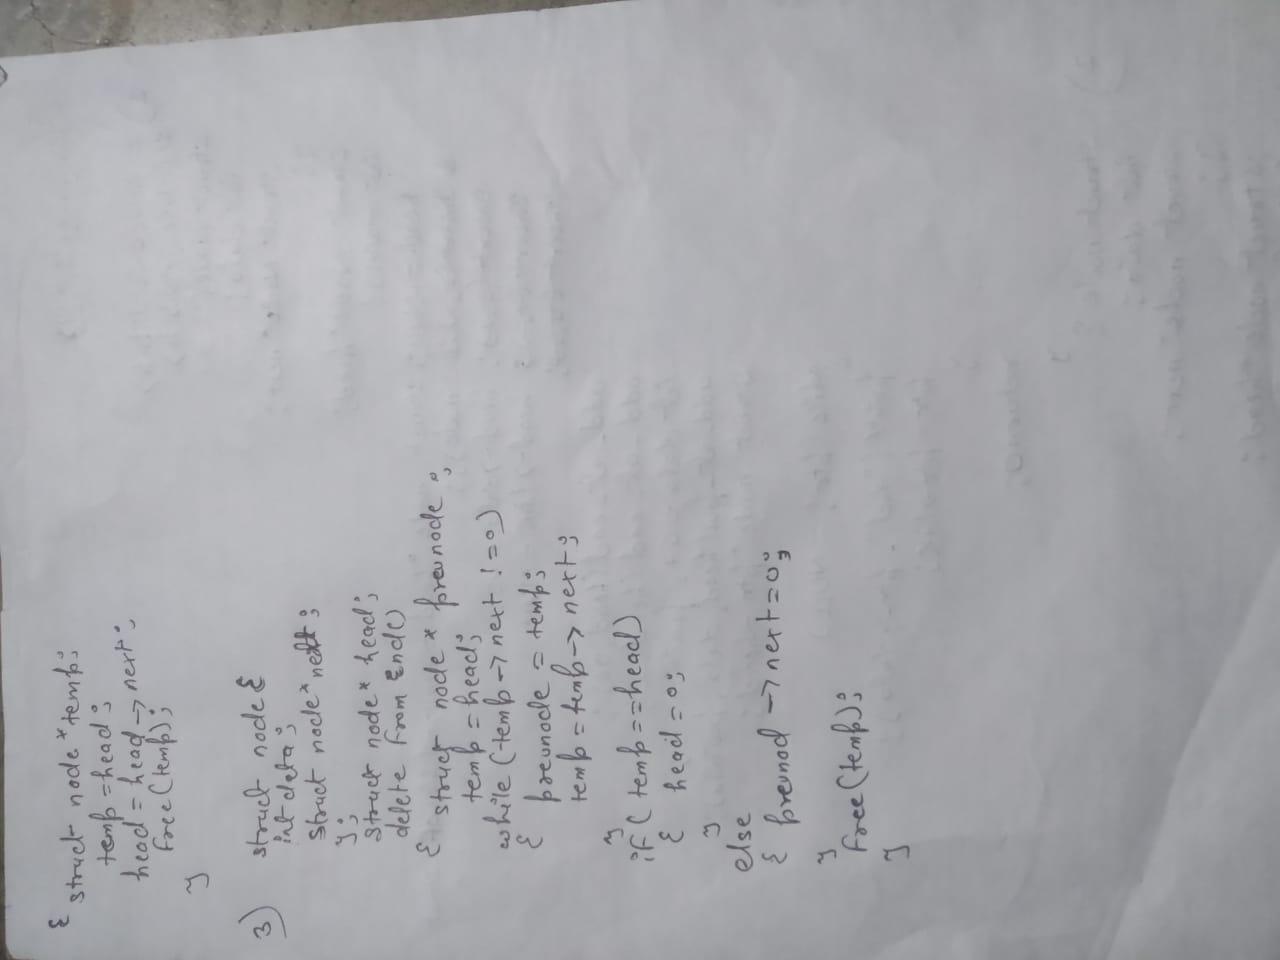 {
struct node * temp;
temp = head;
head = head -> next;
free(temp);
}
3) struct node {
int data;
struct node * next;
};
struct node * head;
delete from end()
{
struct node * prevnode;
temp = head;
while (temp -> next != 0)
{
prevnode = temp;
temp = temp -> next;
}
if (temp == head)
{ head = 0;
}
else
{ prevnod -> next = 0;
}
free(temp);
}